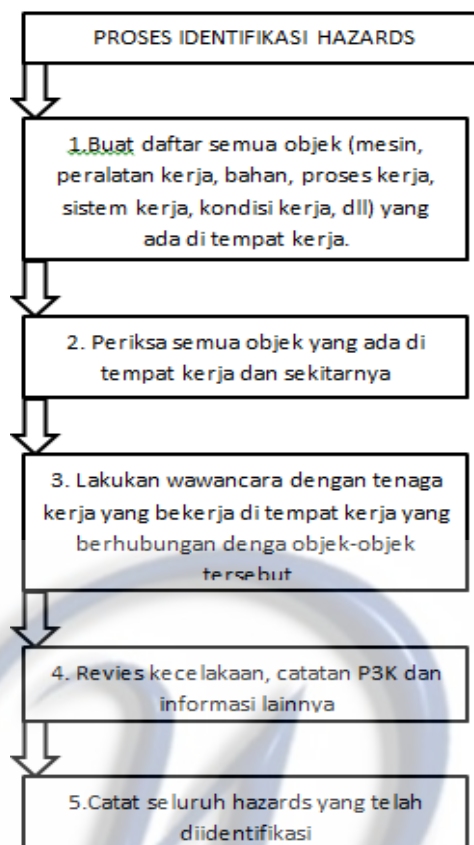 PROSES IDENTIFIKASI HAZARDS
1.Buat daftar semua objek (mesin,
peralatan kerja, bahan, proses kerja,
sistem kerja, kondisi kerja, dll) yang
ada di tempat kerja.
2. Periksa semua objek yang ada di
tempat kerja dan sekitarnya
3. Lakukan wawancara dengan tenaga
kerja yang bekerja di tempat kerja yang
berhubungan denga objek-objek
tersebut
4. Revies kecelakaan, catatan P3K dan
informasi lainnya
5.Catat seluruh hazards yang telah
diidentifikasi